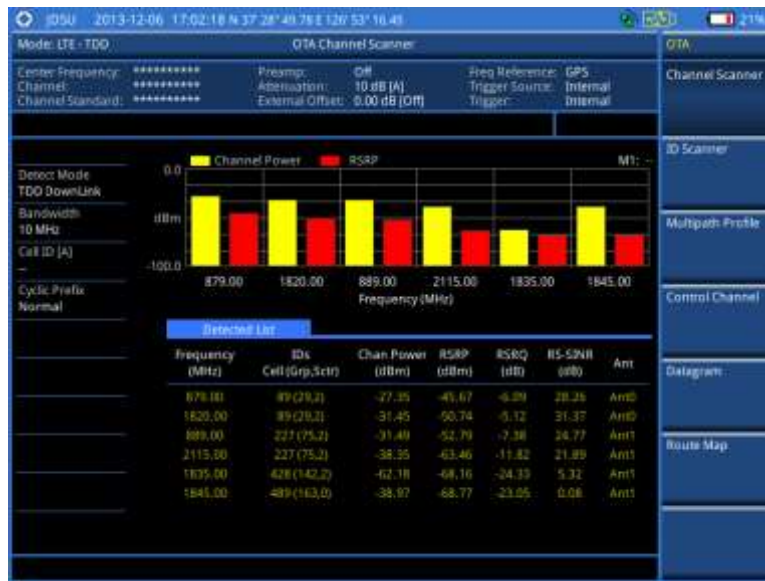 JDSU 2013-12-06 17:02:18 N 37 28' 49.78 E 126 53' 16.45 21%
Mode: LTE - TDD OTA Channel Scanner OTA
Center Frequency: ********** Preamp: Off Freq Reference: GPS
Channel: ********** Attenuation: 10 dB [A] Trigger Source: Internal
Channel Standard: ********** External Offset: 0.00 dB [Off] Trigger: Internal
Channel Scanner
ID Scanner
Multipath Profile
Control Channel
Datagram
Route Map
Detect Mode
TDD DownLink
Bandwidth
10 MHz
Cell ID [A]
--
Cyclic Prefix
Normal
Channel Power RSRP M1: --
0.0
dBm
-100.0
879.00 1820.00 889.00 2115.00 1835.00 1845.00
Frequency (MHz)
Detected List
Frequency IDs Chan Power RSRP RSRQ RS-SINR Ant
(MHz) Cell (Grp,Sctr) (dBm) (dBm) (dB) (dB)
879.00 89 (29,2) -27.35 -45.67 -6.09 28.26 Ant0
1820.00 89 (29,2) -31.45 -50.74 -5.12 31.37 Ant0
889.00 227 (75,2) -31.49 -52.79 -7.38 24.77 Ant1
2115.00 227 (75,2) -38.35 -63.46 -11.82 21.89 Ant1
1835.00 428 (142,2) -62.18 -68.16 -24.33 5.32 Ant1
1845.00 489 (163,0) -38.97 -68.77 -23.05 0.08 Ant1